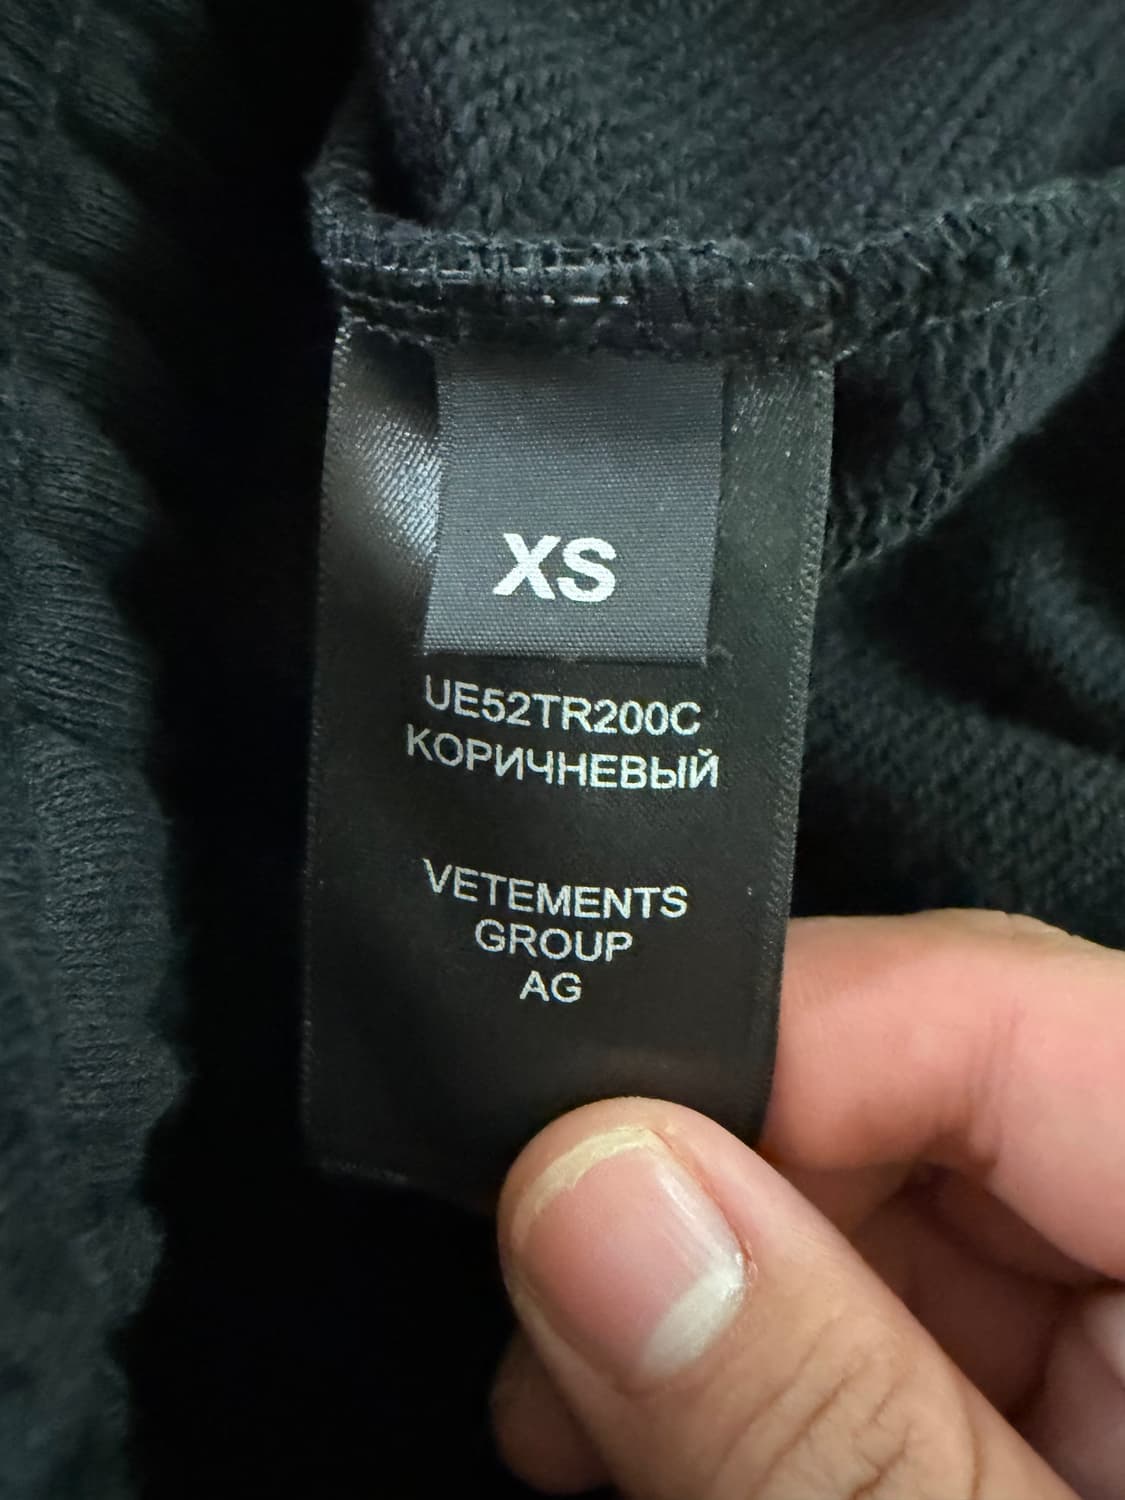 XS
UE52TR200C
КОРИЧНЕВЫЙ
VETEMENTS
GROUP
AG